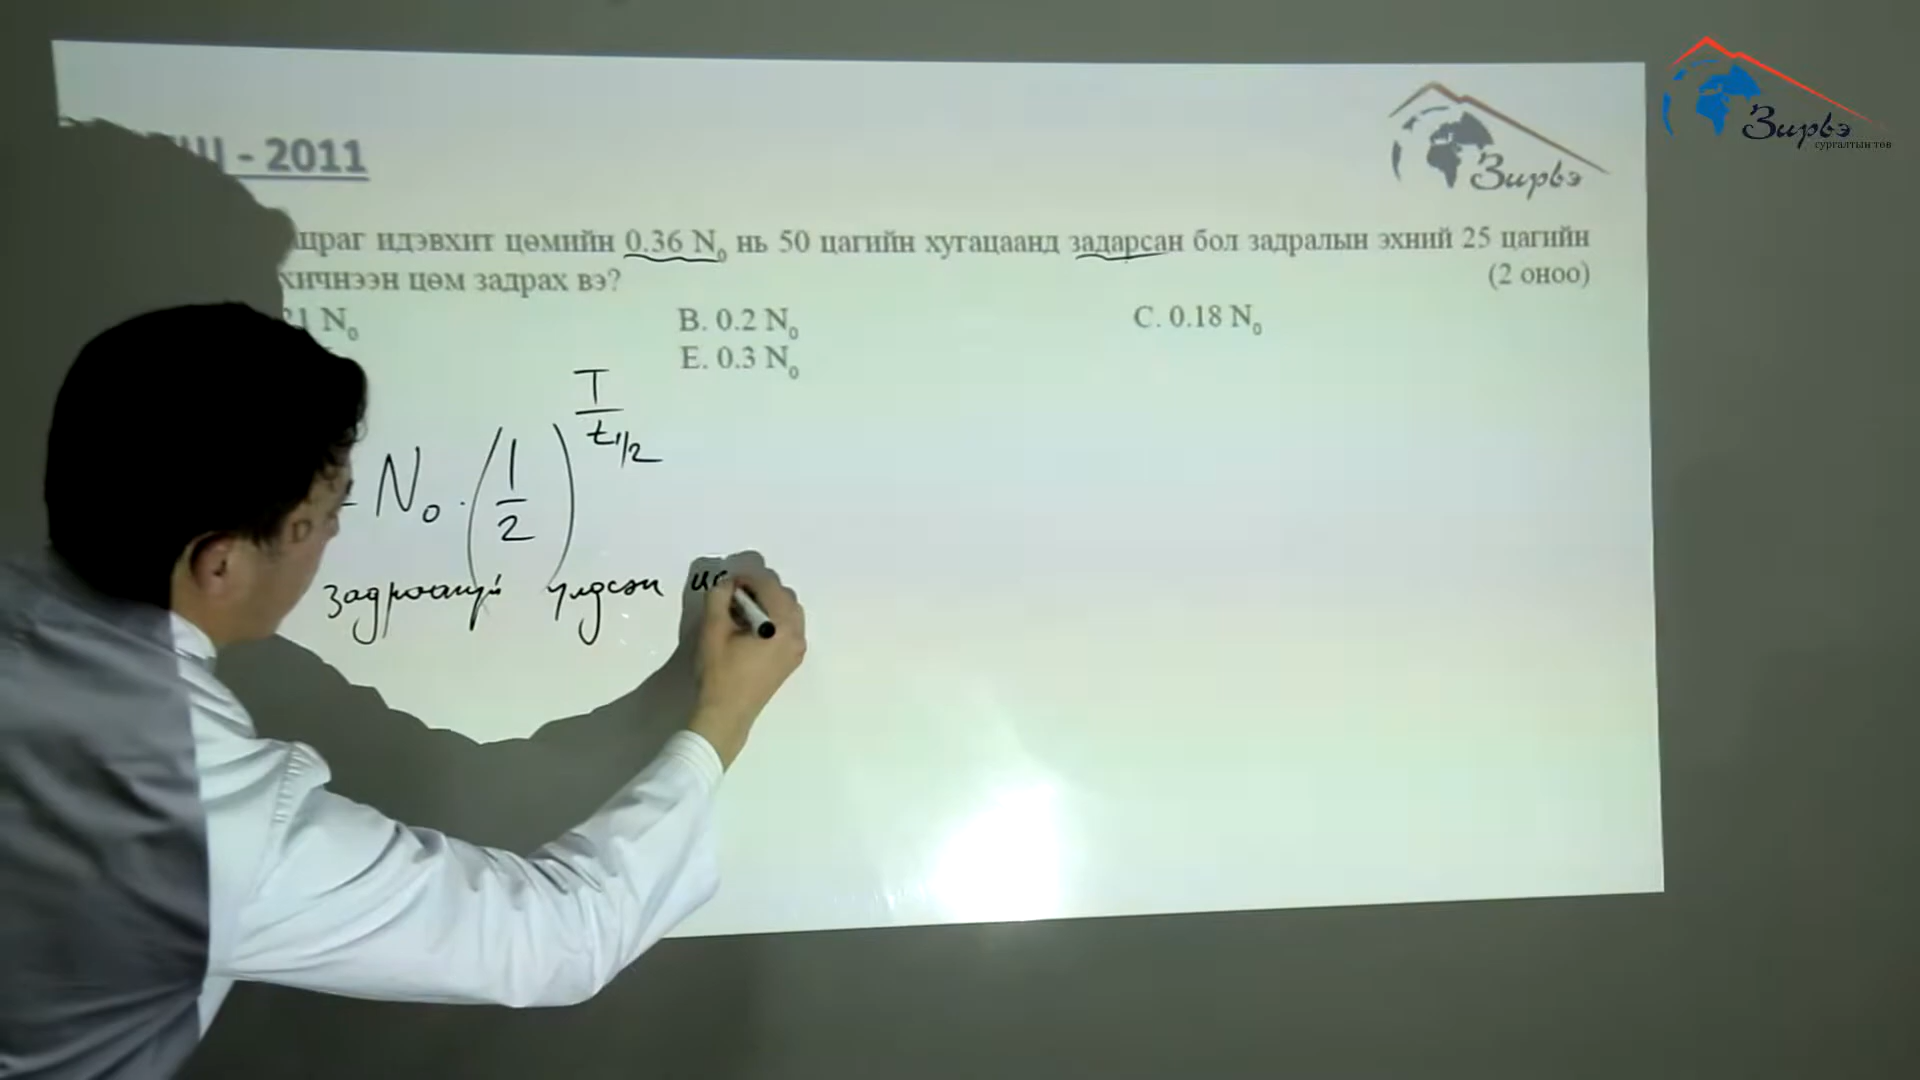 - 2011
Зирвэ
Зирвэ
сургалтын төв
идэвхит цөмийн 0.36 N₀ нь 50 цагийн хугацаанд задарсан бол задралын эхний 25 цагийн
хичнээн цөм задрах вэ?
(2 оноо)
N₀
B. 0.2 N₀
C. 0.18 N₀
E. 0.3 N₀
N₀ · (1/2)^(T/t1/2)
задраагүй үлдсэн